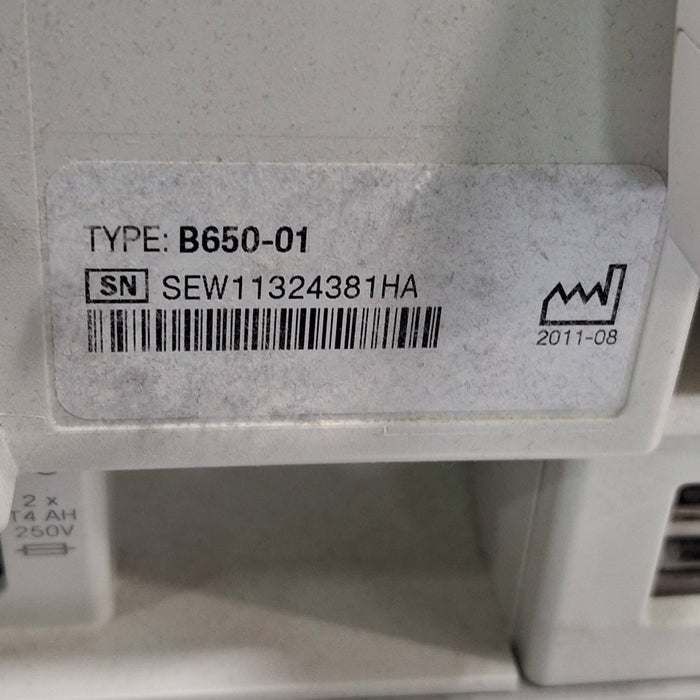 TYPE: B650-01
SN SEW11324381HA
2011-08
2 x
T4 AH
250V